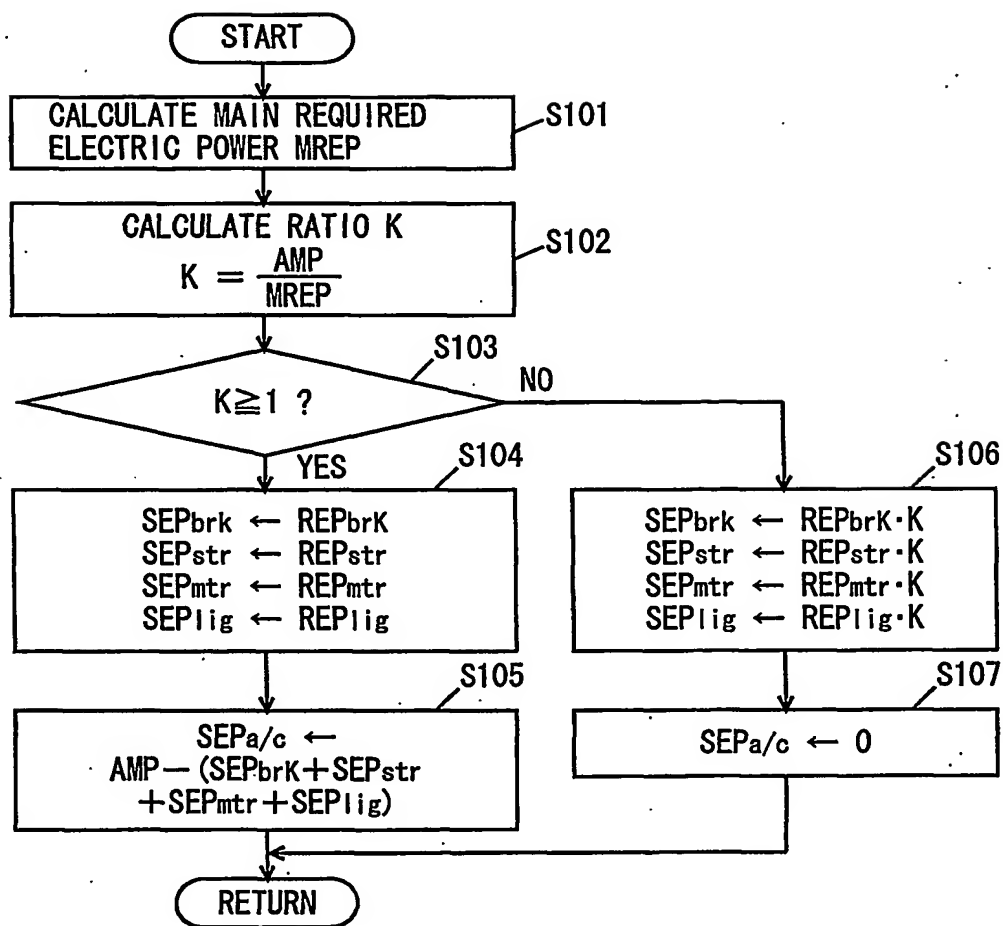 START
CALCULATE MAIN REQUIRED
ELECTRIC POWER MREP
S101
CALCULATE RATIO K
K = AMP/MREP
S102
S103
K≧1 ?
NO
YES
S104
SEPbrk ← REPbrK
SEPstr ← REPstr
SEPmtr ← REPmtr
SEPlig ← REPlig
S106
SEPbrk ← REPbrK·K
SEPstr ← REPstr·K
SEPmtr ← REPmtr·K
SEPlig ← REPlig·K
S105
SEPa/c ←
AMP－(SEPbrK+SEPstr
+SEPmtr+SEPlig)
S107
SEPa/c ← 0
RETURN